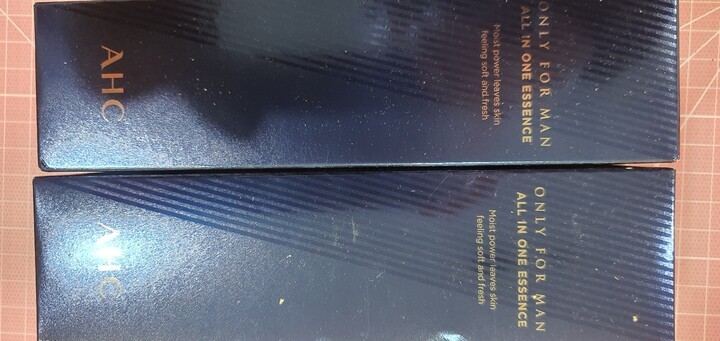 ONLY FOR MAN
ALL IN ONE ESSENCE
Moist power leaves skin
feeling soft and fresh
AHC
ONLY FOR MAN
ALL IN ONE ESSENCE
Moist power leaves skin
feeling soft and fresh
AHC